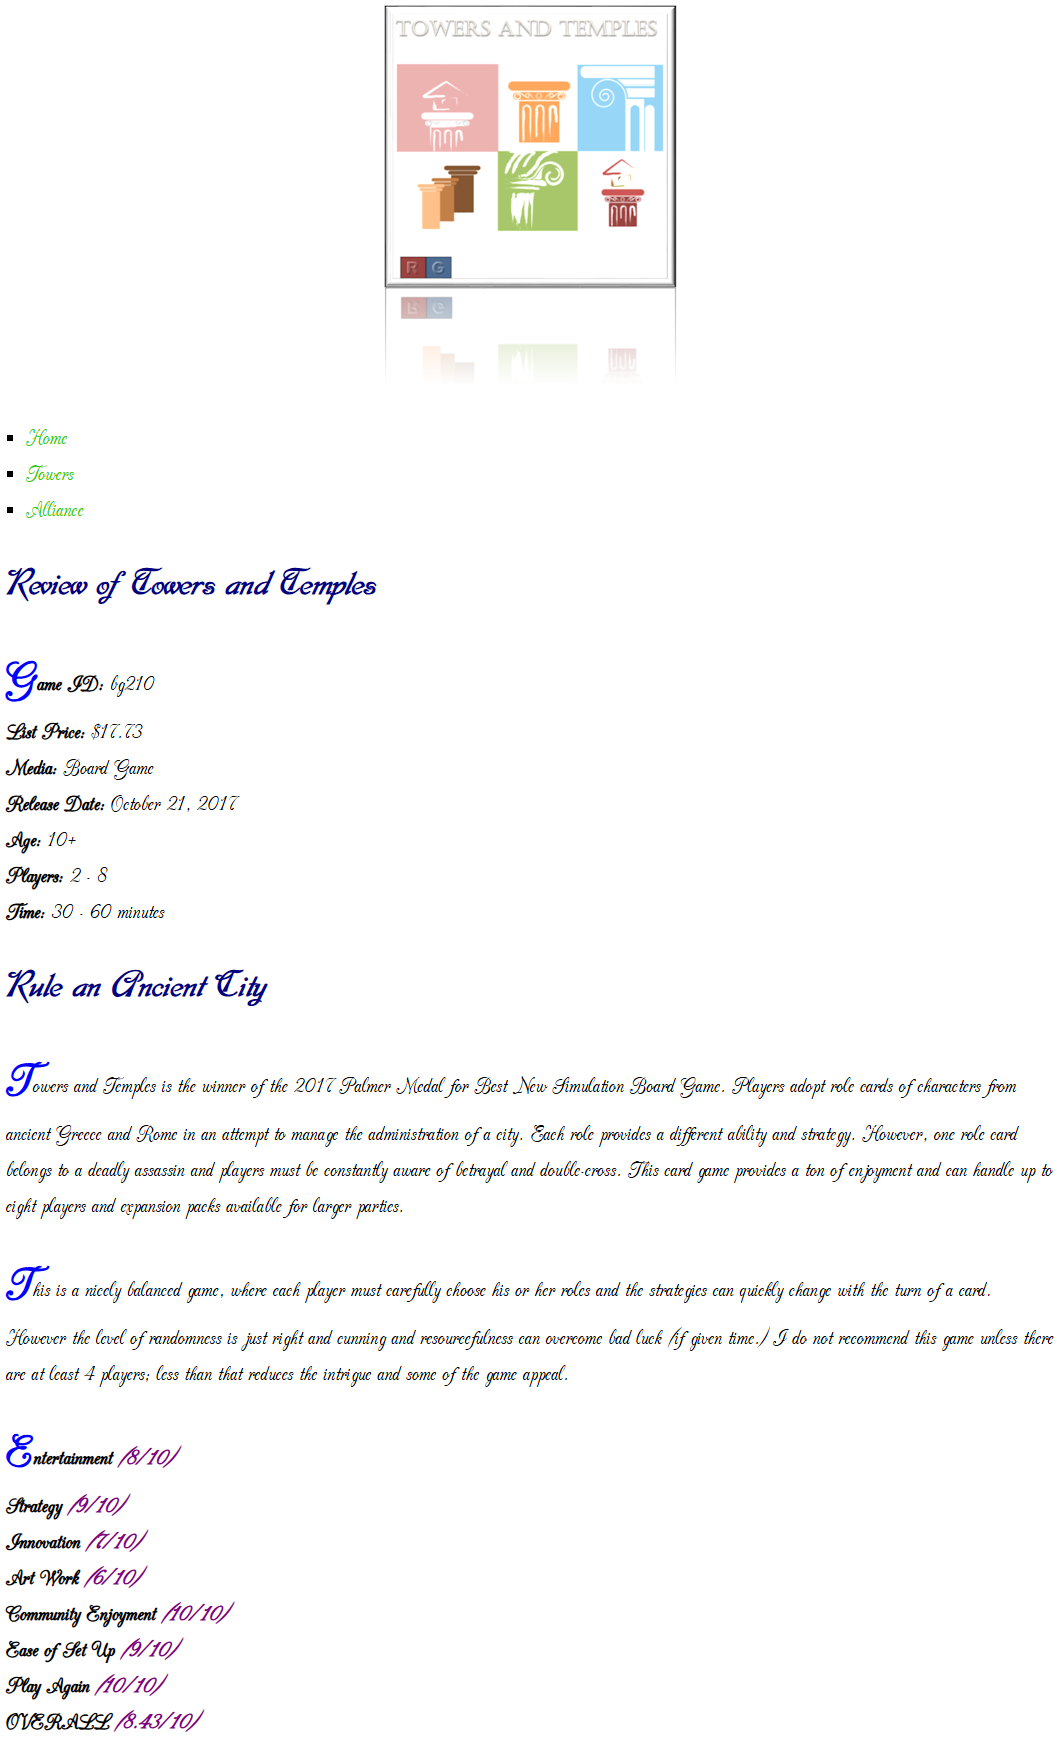 TOWERS AND TEMPLES
R G
Home
Towers
Alliance
Review of Towers and Temples
Game ID: bg210
List Price: $17.73
Media: Board Game
Release Date: October 21, 2017
Age: 10+
Players: 2 - 8
Time: 30 - 60 minutes
Rule an Ancient City
Towers and Temples is the winner of the 2017 Palmer Medal for Best New Simulation Board Game. Players adopt role cards of characters from
ancient Greece and Rome in an attempt to manage the administration of a city. Each role provides a different ability and strategy. However, one role card
belongs to a deadly assassin and players must be constantly aware of betrayal and double-cross. This card game provides a ton of enjoyment and can handle up to
eight players and expansion packs available for larger parties.
This is a nicely balanced game, where each player must carefully choose his or her roles and the strategies can quickly change with the turn of a card.
However the level of randomness is just right and cunning and resourcefulness can overcome bad luck (if given time.) I do not recommend this game unless there
are at least 4 players; less than that reduces the intrigue and some of the game appeal.
Entertainment (8/10)
Strategy (9/10)
Innovation (7/10)
Art Work (6/10)
Community Enjoyment (10/10)
Ease of Set Up (9/10)
Play Again (10/10)
OVERALL (8.43/10)